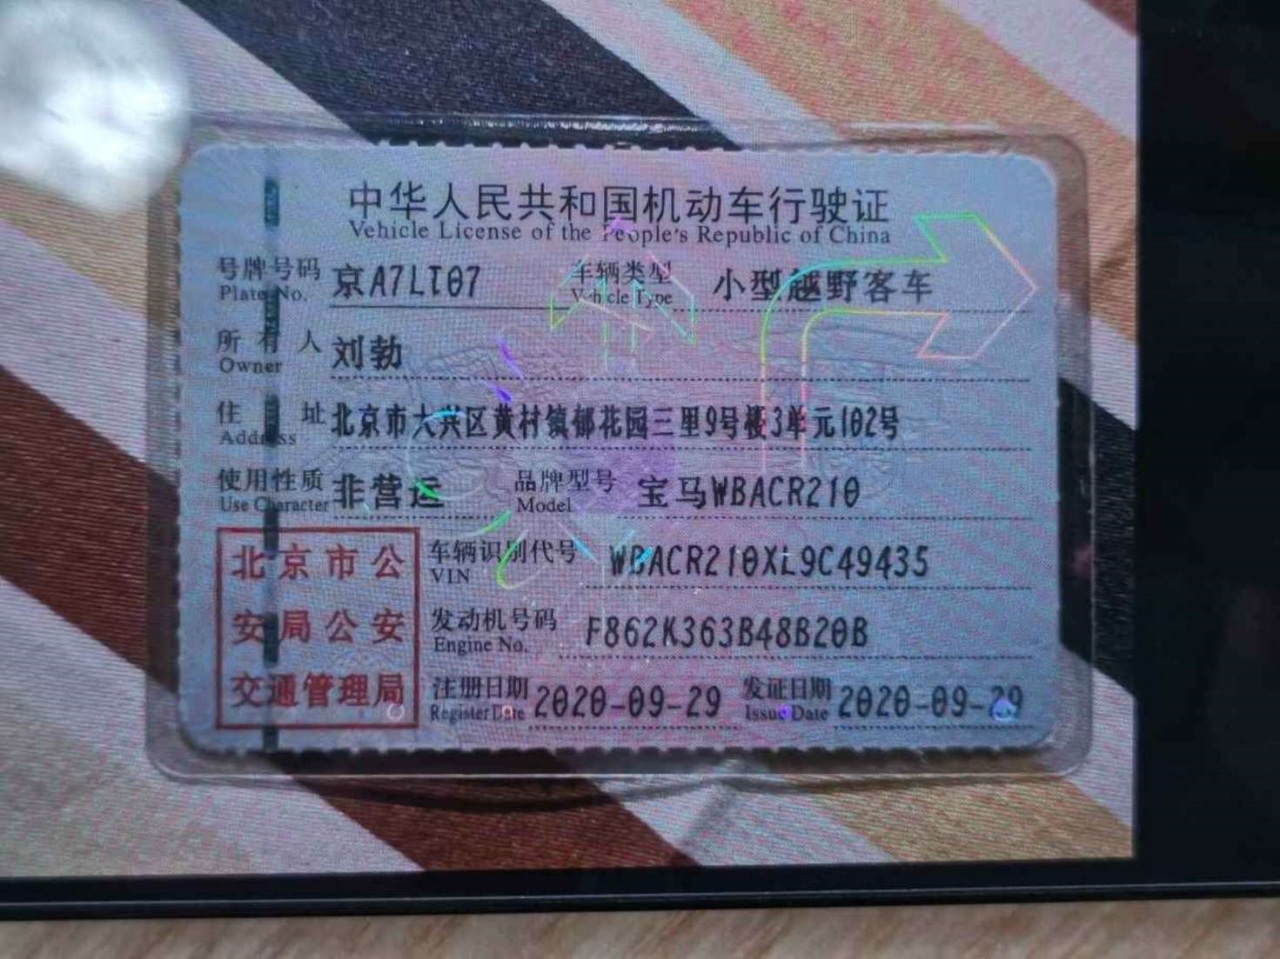 中华人民共和国机动车行驶证
Vehicle License of the People's Republic of China
号牌号码 京A7LT07 车辆类型 小型越野客车
Plate No. Vehicle Type
所有人 刘勃
Owner
住址 北京市大兴区黄村镇郁花园三里9号楼3单元102号
Address
使用性质 非营运 品牌型号 宝马WBACR210
Use Character Model
北京市公
安局公安
交通管理局
车辆识别代号 WBACR210XL9C49435
VIN
发动机号码 F862K363B48B20B
Engine No.
注册日期 2020-09-29 发证日期 2020-09-29
Register Date Issue Date